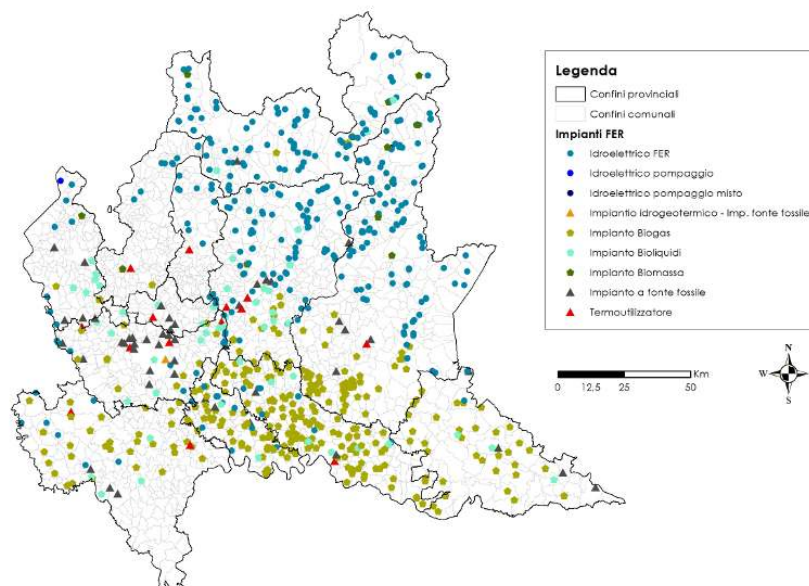 Legenda
Confini provinciali
Confini comunali
Impianti FER
Idroelettrico FER
Idroelettrico pompaggio
Idroelettrico pompaggio misto
Impiantio idrogeotermico - Imp. fonte fossile
Impianto Biogas
Impianto Bioliquidi
Impianto Biomassa
Impianto a fonte fossile
Termoutilizzatore
Km
0 12.5 25 50
N
W E
S